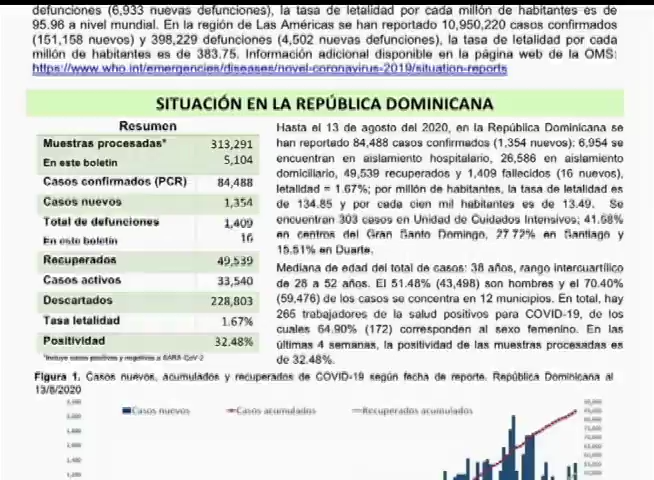 defunciones (6,933 nuevas defunciones), la tasa de letalidad por cada millón de habitantes es de
95.96 a nivel mundial. En la región de Las Américas se han reportado 10,950,220 casos confirmados
(151,158 nuevos) y 398,229 defunciones (4,502 nuevas defunciones), la tasa de letalidad por cada
millón de habitantes es de 383.75. Información adicional disponible en la página web de la OMS:
https://www.who.int/emergencies/diseases/novel-coronavirus-2019/situation-reports
SITUACIÓN EN LA REPÚBLICA DOMINICANA
Resumen
Muestras procesadas* 313,291
En este boletín 5,104
Casos confirmados (PCR) 84,488
Casos nuevos 1,354
Total de defunciones 1,409
En este boletín 16
Recuperados 49,539
Casos activos 33,540
Descartados 228,803
Tasa letalidad 1.67%
Positividad 32.48%
*Incluye casos positivos y negativos a SARS-CoV-2
Hasta el 13 de agosto del 2020, en la República Dominicana se
han reportado 84,488 casos confirmados (1,354 nuevos); 6,954 se
encuentran en aislamiento hospitalario, 26,586 en aislamiento
domiciliario, 49,539 recuperados y 1,409 fallecidos (16 nuevos),
letalidad = 1.67%; por millón de habitantes, la tasa de letalidad es
de 134.85 y por cada cien mil habitantes es de 13.49. Se
encuentran 303 casos en Unidad de Cuidados Intensivos; 41.58%
en centros del Gran Santo Domingo, 27.72% en Santiago y
15.51% en Duarte.
Mediana de edad del total de casos: 38 años, rango intercuartílico
de 28 a 52 años. El 51.48% (43,498) son hombres y el 70.40%
(59,476) de los casos se concentra en 12 municipios. En total, hay
265 trabajadores de la salud positivos para COVID-19, de los
cuales 64.90% (172) corresponden al sexo femenino. En las
últimas 4 semanas, la positividad de las muestras procesadas es
de 32.48%.
Figura 1. Casos nuevos, acumulados y recuperados de COVID-19 según fecha de reporte. República Dominicana al
13/8/2020
Casos nuevos Casos acumulados Recuperados acumulados